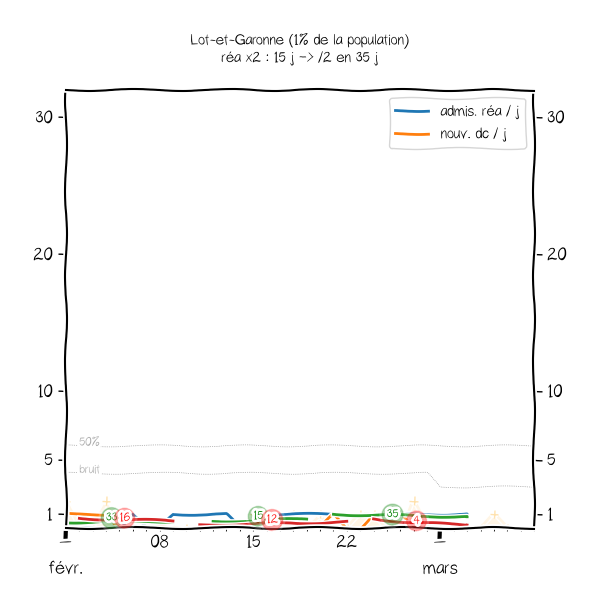 Lot-et-Garonne (1% de la population)
réa x2 : 15 j -> /2 en 35 j
admis. réa / j
nouv. dc / j
30 30
20 20
10 10
50%
5 5
bruit
1 1
33 16 15 12 35 4
08 15 22
févr. mars